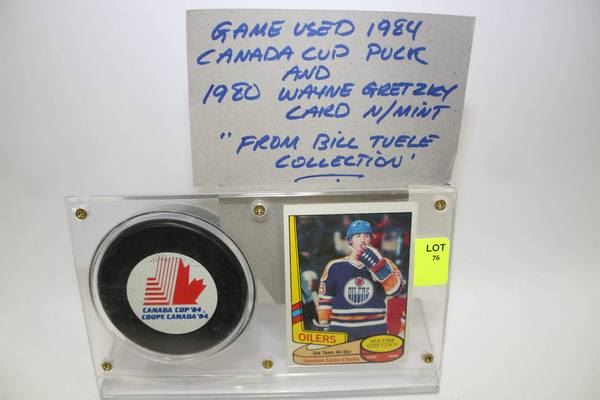 GAME USED 1984
CANADA CUP PUCK
AND
1980 WAYNE GRETZKY
CARD N/MINT
"FROM BILL TUELE
COLLECTION'
LOT
76
CANADA CUP '84
COUPE CANADA '84
OILERS
OILERS
2nd Team All-Star
WAYNE
GRETZKY